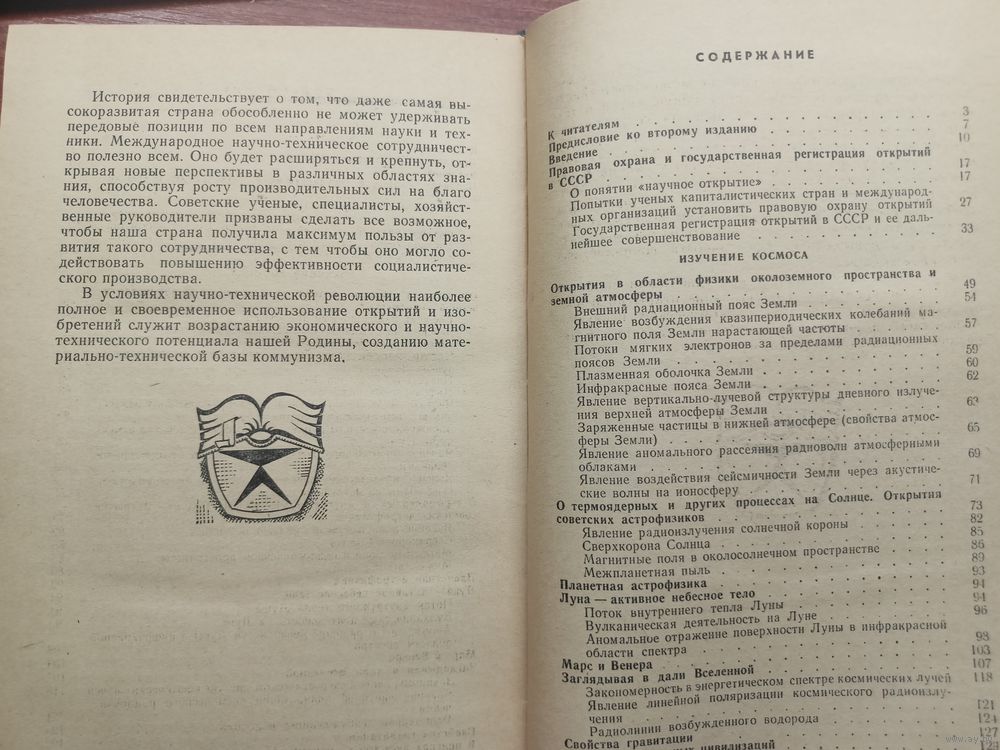 История свидетельствует о том, что даже самая вы-
сокоразвитая страна обособленно не может удерживать
передовые позиции по всем направлениям науки и тех-
ники. Международное научно-техническое сотрудничест-
во полезно всем. Оно будет расширяться и крепнуть, от-
крывая новые перспективы в различных областях зна-
ния, способствуя росту производительных сил на благо
человечества. Советские ученые, специалисты, хозяйст-
венные руководители призваны сделать все возможное,
чтобы наша страна получила максимум пользы от раз-
вития такого сотрудничества, с тем чтобы оно могло со-
действовать повышению эффективности социалистиче-
ского производства.
В условиях научно-технической революции наиболее
полное и своевременное использование открытий и изо-
бретений служит возрастанию экономического и научно-
технического потенциала нашей Родины, созданию мате-
риально-технической базы коммунизма.
СОДЕРЖАНИЕ
К читателям 3
Предисловие ко второму изданию 7
Введение 10
Правовая охрана и государственная регистрация открытий
в СССР 17
О понятии «научное открытие» 17
Попытки ученых капиталистических стран и международ-
ных организаций установить правовую охрану открытий 27
Государственная регистрация открытий в СССР и ее даль-
нейшее совершенствование 33
ИЗУЧЕНИЕ КОСМОСА
Открытия в области физики околоземного пространства и
земной атмосферы 49
Внешний радиационный пояс Земли 54
Явление возбуждения квазипериодических колебаний маг-
нитного поля Земли нарастающей частоты 57
Потоки мягких электронов за пределами радиационных
поясов Земли 59
Плазменная оболочка Земли 60
Инфракрасные пояса Земли 62
Явление вертикально-лучевой структуры дневного излуче-
ния верхней атмосферы Земли 63
Заряженные частицы в нижней атмосфере (свойства атмос-
феры Земли) 65
Явление аномального рассеяния радиоволн атмосферными
облаками 69
Явление воздействия сейсмичности Земли через акустиче-
ские волны на ионосферу 71
О термоядерных и других процессах на Солнце. Открытия
советских астрофизиков 73
Явление радиоизлучения солнечной короны 82
Сверхкорона Солнца 85
Магнитные поля в околосолнечном пространстве 86
Межпланетная пыль 89
Планетная астрофизика 93
Луна — активное небесное тело 94
Поток внутреннего тепла Луны 94
Вулканическая деятельность на Луне 96
Аномальное отражение поверхности Луны в инфракрасной
области спектра 98
Марс и Венера 103
Заглядывая в дали Вселенной 107
Закономерность в энергетическом спектре космических лучей 118
Явление линейной поляризации космического радиоизлу-
чения 121
Радиолинии возбужденного водорода 124
Свойства гравитации 127
цивилизаций